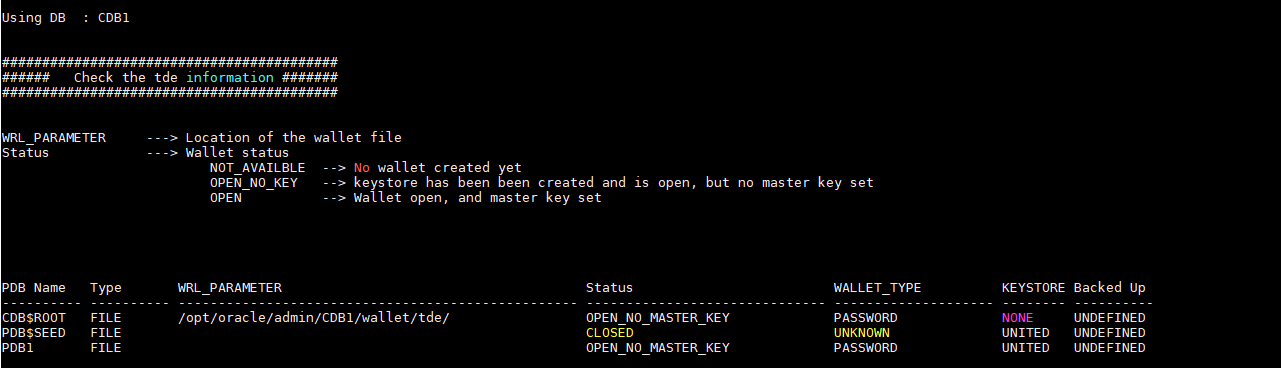 Using DB  : CDB1
##########################################
######   Check the tde information #######
##########################################
WRL_PARAMETER     ---> Location of the wallet file
Status            ---> Wallet status
                          NOT_AVAILBLE  --> No wallet created yet
                          OPEN_NO_KEY   --> keystore has been been created and is open, but no master key set
                          OPEN          --> Wallet open, and master key set
PDB Name   Type       WRL_PARAMETER                                      Status                         WALLET_TYPE          KEYSTORE Backed Up
---------- ---------- -------------------------------------------------- ------------------------------ -------------------- -------- ----------
CDB$ROOT   FILE       /opt/oracle/admin/CDB1/wallet/tde/                 OPEN_NO_MASTER_KEY             PASSWORD             NONE     UNDEFINED
PDB$SEED   FILE                                                          CLOSED                         UNKNOWN              UNITED   UNDEFINED
PDB1       FILE                                                          OPEN_NO_MASTER_KEY             PASSWORD             UNITED   UNDEFINED